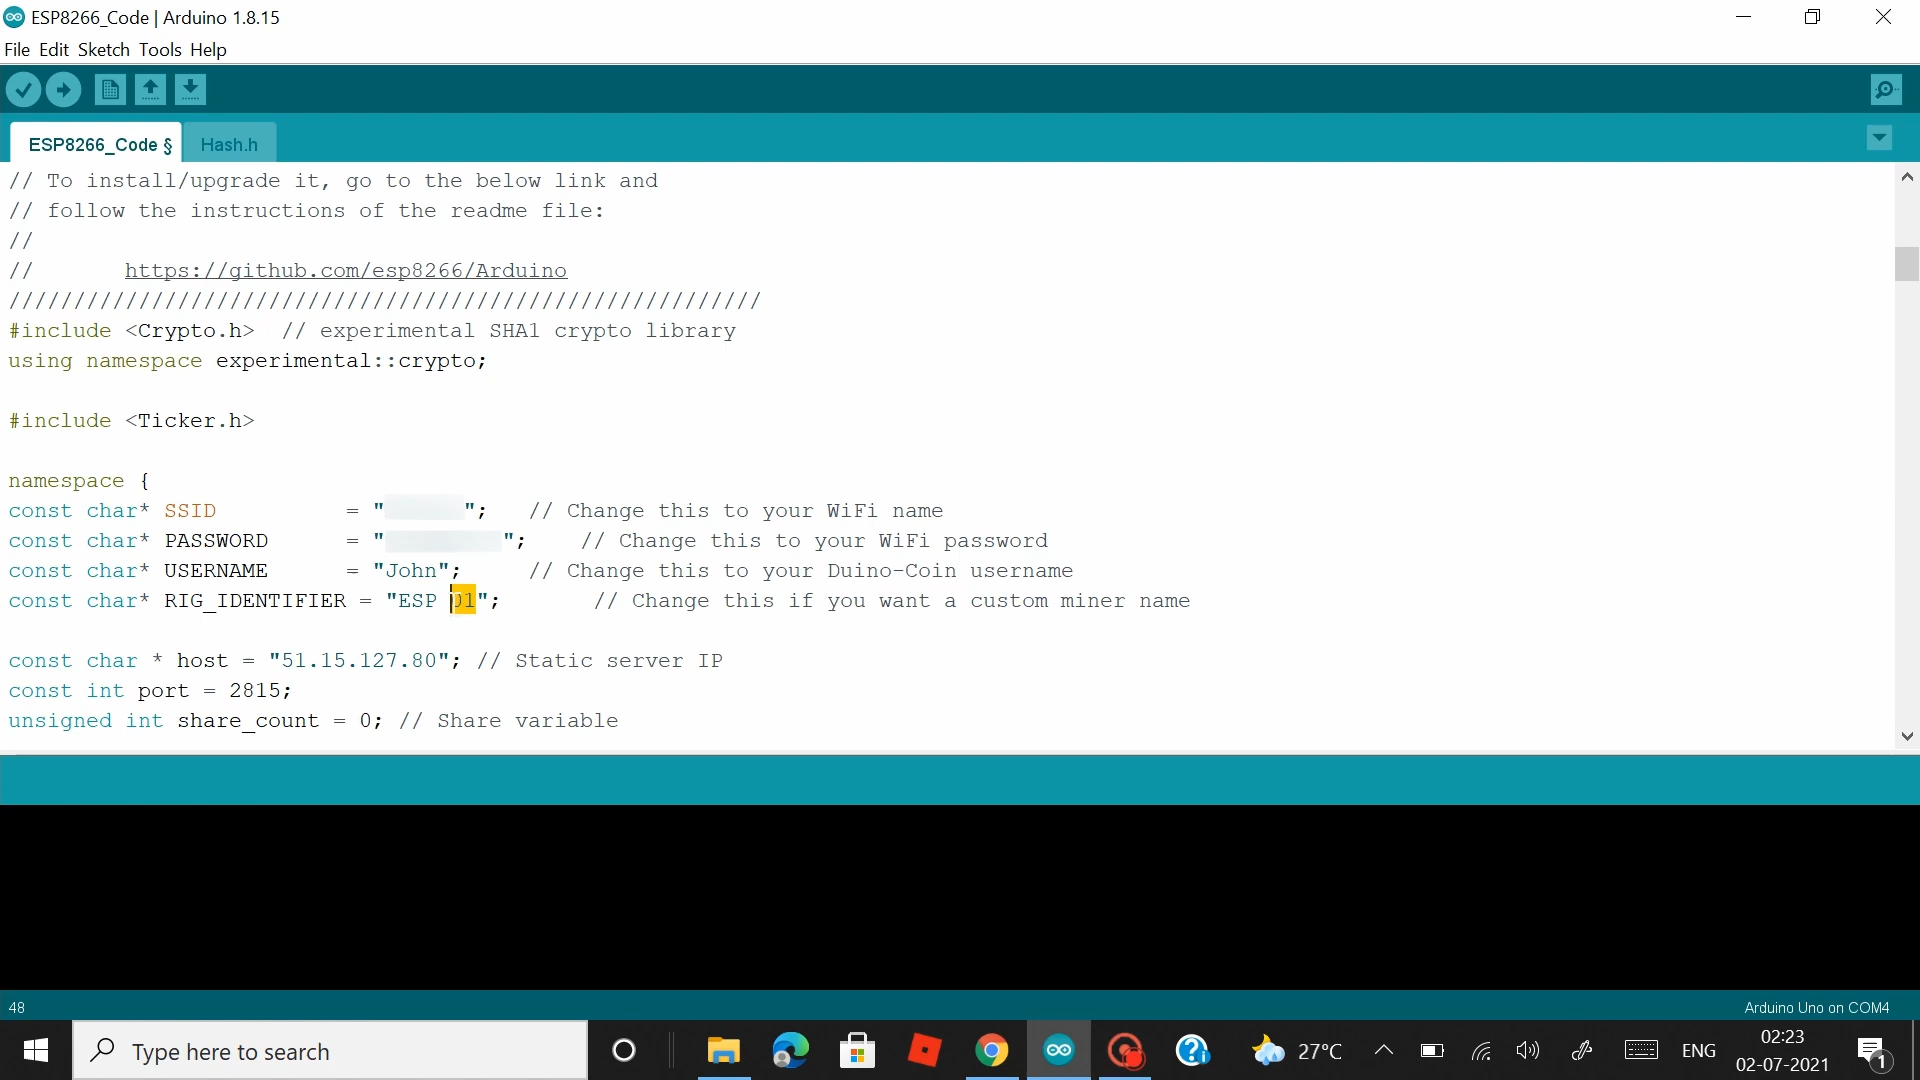 ESP8266_Code | Arduino 1.8.15
File Edit Sketch Tools Help
ESP8266_Code § Hash.h
// To install/upgrade it, go to the below link and
// follow the instructions of the readme file:
//
// https://github.com/esp8266/Arduino
//////////////////////////////////////////////////////////
#include <Crypto.h> // experimental SHA1 crypto library
using namespace experimental::crypto;
#include <Ticker.h>
namespace {
const char* SSID = " "; // Change this to your WiFi name
const char* PASSWORD = " "; // Change this to your WiFi password
const char* USERNAME = "John"; // Change this to your Duino-Coin username
const char* RIG_IDENTIFIER = "ESP 01"; // Change this if you want a custom miner name
const char * host = "51.15.127.80"; // Static server IP
const int port = 2815;
unsigned int share_count = 0; // Share variable
48
Arduino Uno on COM4
Type here to search
27°C
ENG
02:23
02-07-2021
1